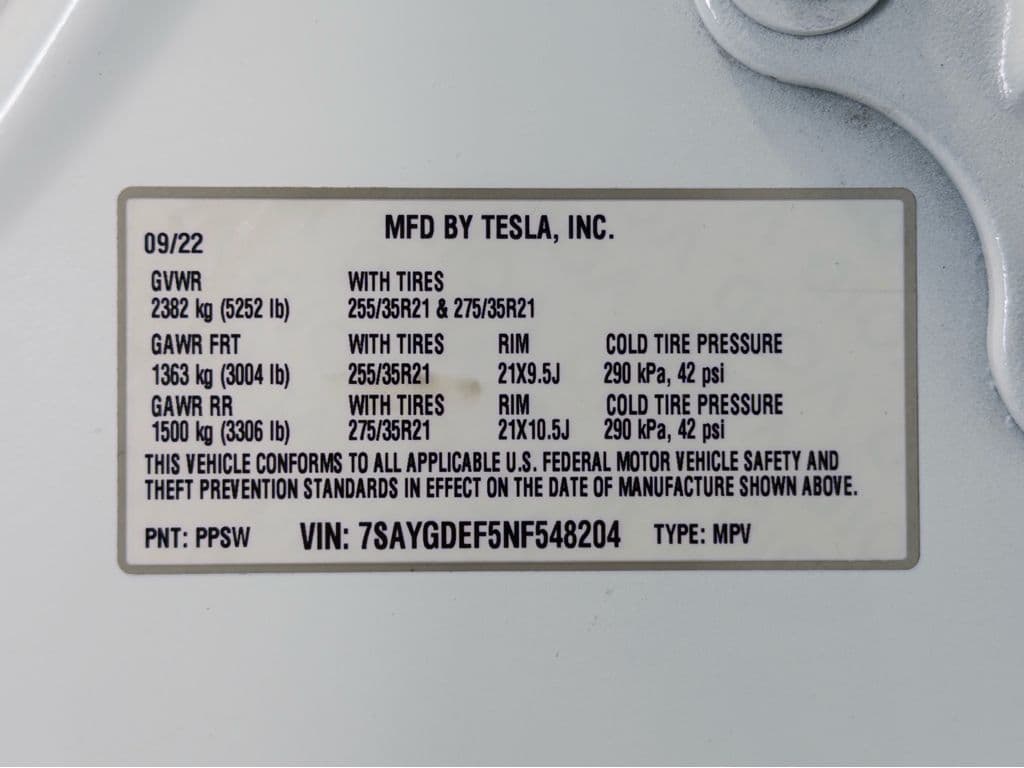 MFD BY TESLA, INC.
09/22
GVWR WITH TIRES
2382 kg (5252 lb) 255/35R21 & 275/35R21
GAWR FRT WITH TIRES RIM COLD TIRE PRESSURE
1363 kg (3004 lb) 255/35R21 21X9.5J 290 kPa, 42 psi
GAWR RR WITH TIRES RIM COLD TIRE PRESSURE
1500 kg (3306 lb) 275/35R21 21X10.5J 290 kPa, 42 psi
THIS VEHICLE CONFORMS TO ALL APPLICABLE U.S. FEDERAL MOTOR VEHICLE SAFETY AND
THEFT PREVENTION STANDARDS IN EFFECT ON THE DATE OF MANUFACTURE SHOWN ABOVE.
PNT: PPSW VIN: 7SAYGDEF5NF548204 TYPE: MPV